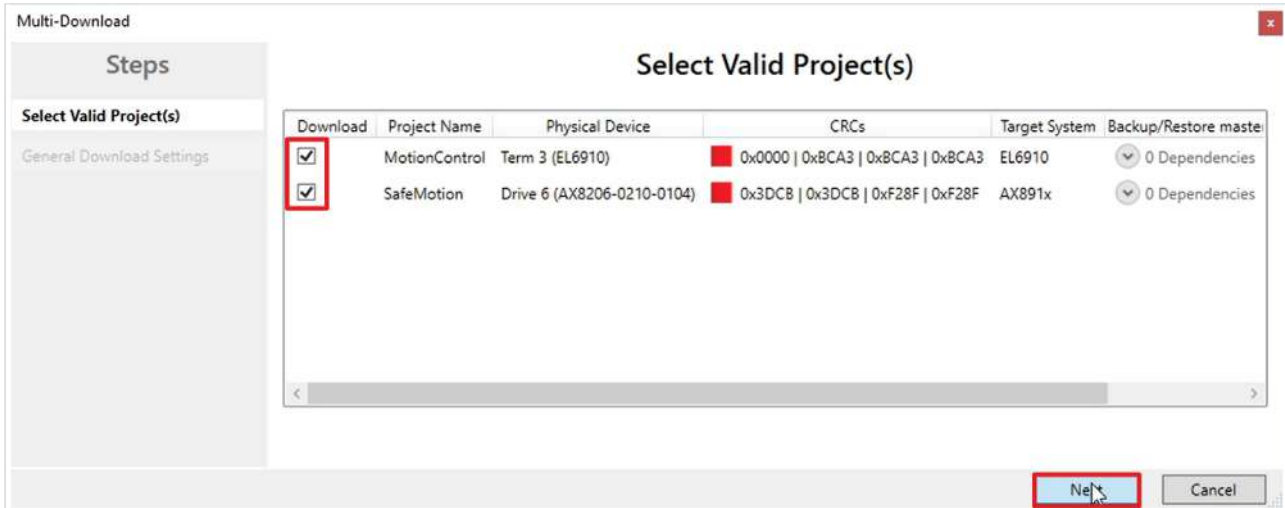 Multi-Download
x
Steps
Select Valid Project(s)
Select Valid Project(s)
General Download Settings
Download Project Name Physical Device CRCs Target System Backup/Restore master
MotionControl Term 3 (EL6910) 0x0000 | 0xBCA3 | 0xBCA3 | 0xBCA3 EL6910 0 Dependencies
SafeMotion Drive 6 (AX8206-0210-0104) 0x3DCB | 0x3DCB | 0xF28F | 0xF28F AX891x 0 Dependencies
Next Cancel